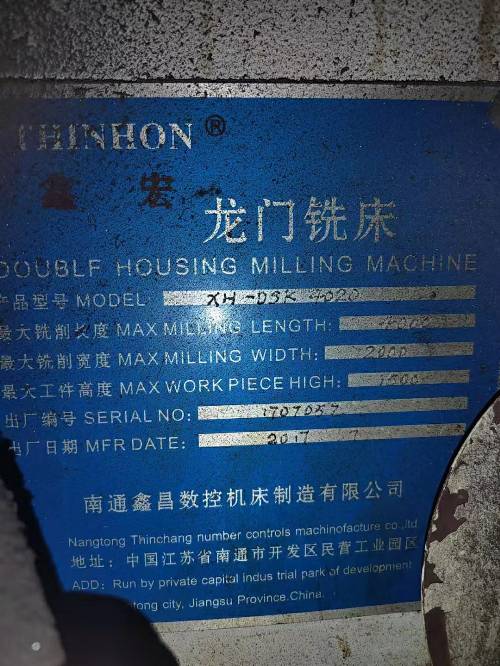 THINHON®
鑫宏
龙门铣床
DOUBLE HOUSING MILLING MACHINE
产品型号 MODEL: XH-DSK 4020
最大铣削长度 MAX MILLING LENGTH:
最大铣削宽度 MAX MILLING WIDTH: 2000
最大工件高度 MAX WORK PIECE HIGH: 1500
出厂编号 SERIAL NO: 1707057
出厂日期 MFR DATE: 2017 7
南通鑫昌数控机床制造有限公司
Nangtong Thinchang number controls machinofacture co.,ltd
地址: 中国江苏省南通市开发区民营工业园区
ADD: Run by private capital indus trial park of development
city, Jiangsu Province.China.